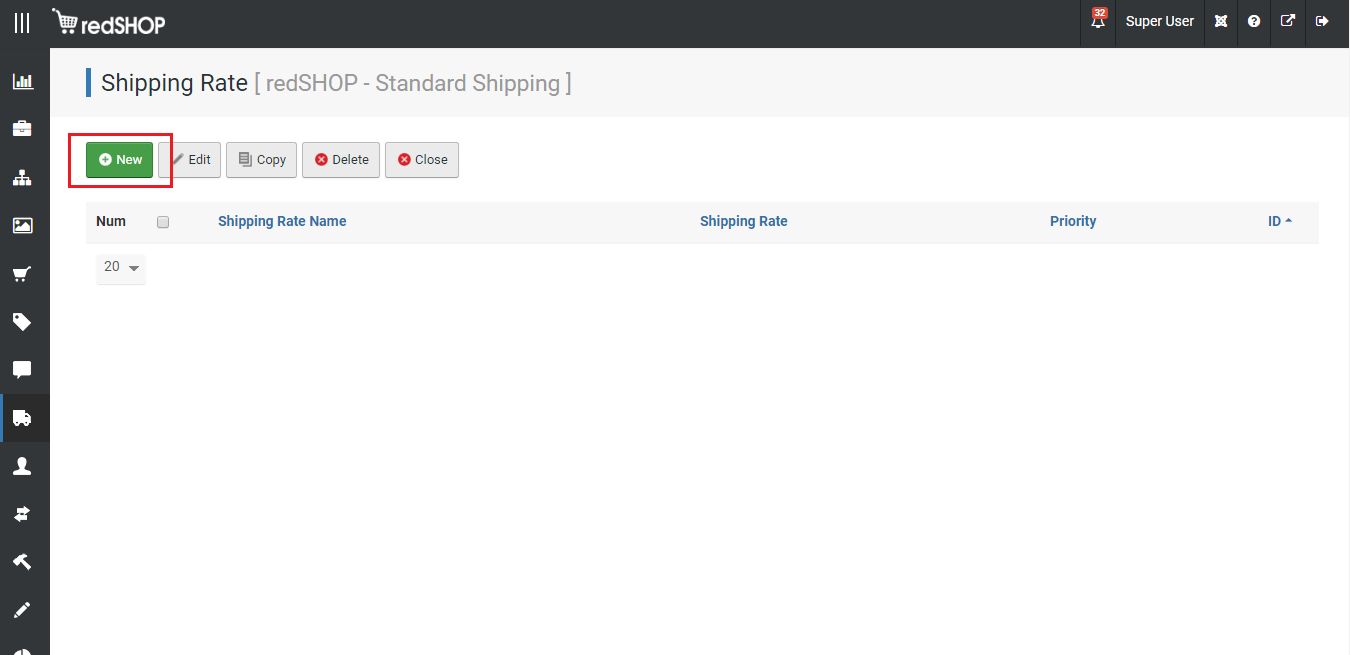 redSHOP
32
Super User
Shipping Rate [ redSHOP - Standard Shipping ]
New Edit Copy Delete Close
Num Shipping Rate Name Shipping Rate Priority ID
20